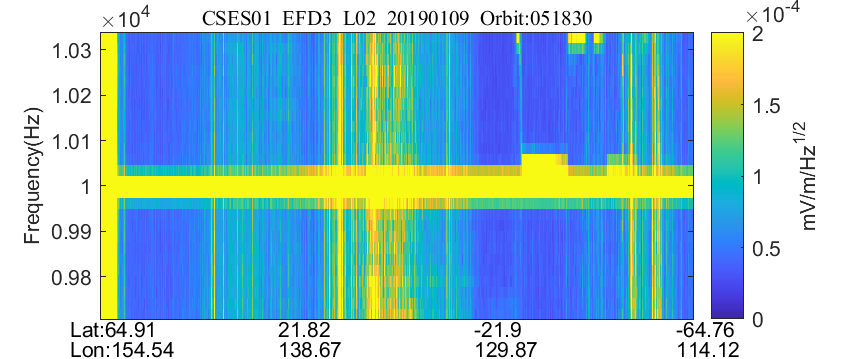 ×10⁴
CSES01 EFD3 L02 20190109 Orbit:051830
×10⁻⁴
Frequency(Hz)
1.03
1.02
1.01
1
0.99
0.98
2
1.5
1
0.5
0
mV/m/Hz^1/2
Lat:64.91 21.82 -21.9 -64.76
Lon:154.54 138.67 129.87 114.12